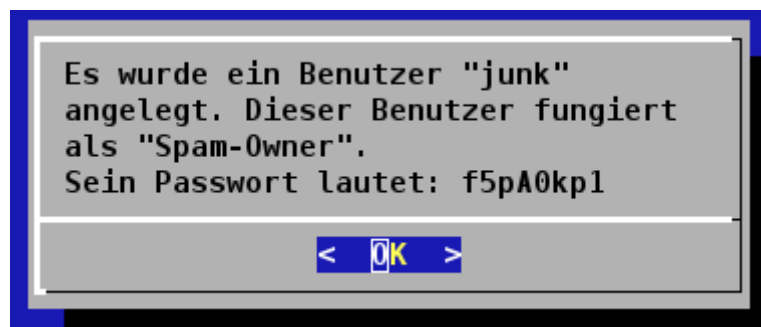 Es wurde ein Benutzer "junk"
angelegt. Dieser Benutzer fungiert
als "Spam-Owner".
Sein Passwort lautet: f5pA0kp1
< OK >